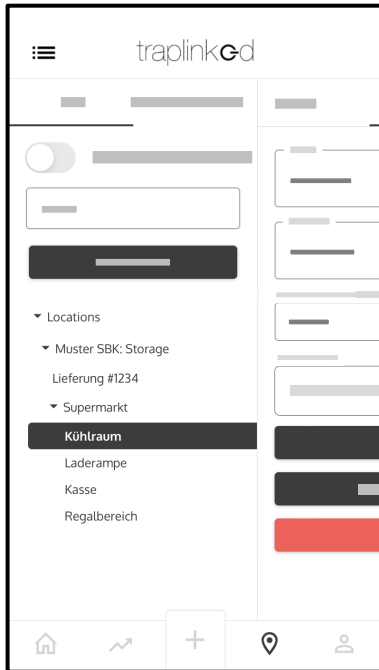 traplinked
Locations
Muster SBK: Storage
Lieferung #1234
Supermarkt
Kühlraum
Laderampe
Kasse
Regalbereich